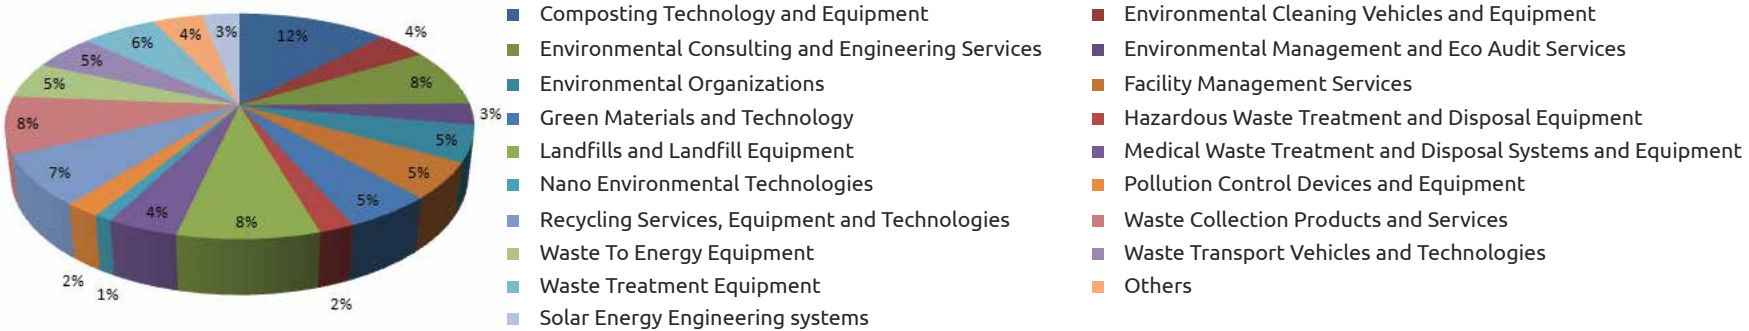 12%
4%
8%
3%
5%
5%
5%
2%
8%
4%
1%
2%
7%
8%
5%
5%
6%
4%
3%
Composting Technology and Equipment
Environmental Cleaning Vehicles and Equipment
Environmental Consulting and Engineering Services
Environmental Management and Eco Audit Services
Environmental Organizations
Facility Management Services
Green Materials and Technology
Hazardous Waste Treatment and Disposal Equipment
Landfills and Landfill Equipment
Medical Waste Treatment and Disposal Systems and Equipment
Nano Environmental Technologies
Pollution Control Devices and Equipment
Recycling Services, Equipment and Technologies
Waste Collection Products and Services
Waste To Energy Equipment
Waste Transport Vehicles and Technologies
Waste Treatment Equipment
Others
Solar Energy Engineering systems